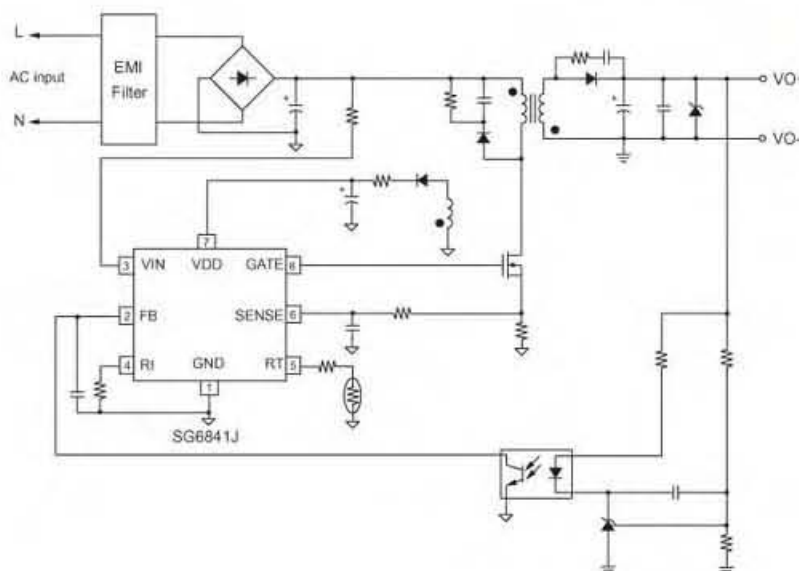 L
AC input
N
EMI
Filter
VO
VO
7
3 VIN VDD GATE 8
2 FB SENSE 6
4 RI GND RT 5
1
SG6841J